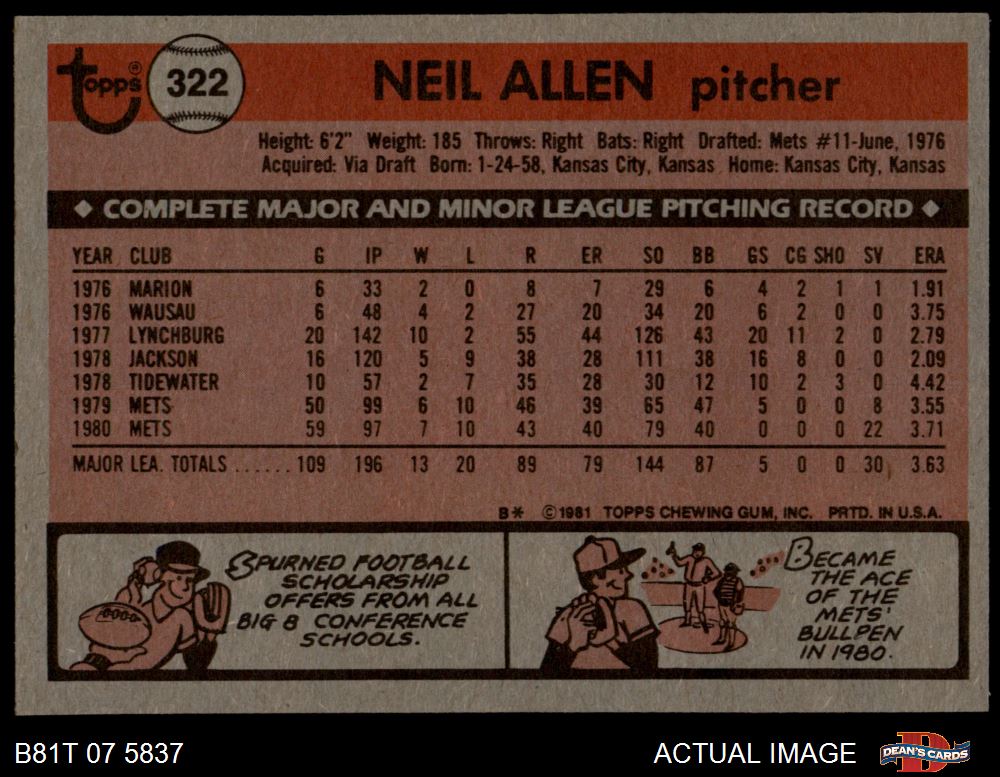 topps® 322 NEIL ALLEN pitcher
Height: 6'2" Weight: 185 Throws: Right Bats: Right Drafted: Mets #11-June, 1976
Acquired: Via Draft Born: 1-24-58, Kansas City, Kansas Home: Kansas City, Kansas
◆ COMPLETE MAJOR AND MINOR LEAGUE PITCHING RECORD ◆
YEAR CLUB G IP W L R ER SO BB GS CG SHO SV ERA
1976 MARION 6 33 2 0 8 7 29 6 4 2 1 1 1.91
1976 WAUSAU 6 48 4 2 27 20 34 20 6 2 0 0 3.75
1977 LYNCHBURG 20 142 10 2 55 44 126 43 20 11 2 0 2.79
1978 JACKSON 16 120 5 9 38 28 111 38 16 8 0 0 2.09
1978 TIDEWATER 10 57 2 7 35 28 30 12 10 2 3 0 4.42
1979 METS 50 99 6 10 46 39 65 47 5 0 0 8 3.55
1980 METS 59 97 7 10 43 40 79 40 0 0 0 22 3.71
MAJOR LEA. TOTALS ...... 109 196 13 20 89 79 144 87 5 0 0 30 3.63
B* ©1981 TOPPS CHEWING GUM, INC. PRTD. IN U.S.A.
SPURNED FOOTBALL
SCHOLARSHIP
OFFERS FROM ALL
BIG 8 CONFERENCE
SCHOOLS.
BECAME
THE ACE
OF THE
METS'
BULLPEN
IN 1980.
B81T 07 5837 ACTUAL IMAGE DEAN'S CARDS